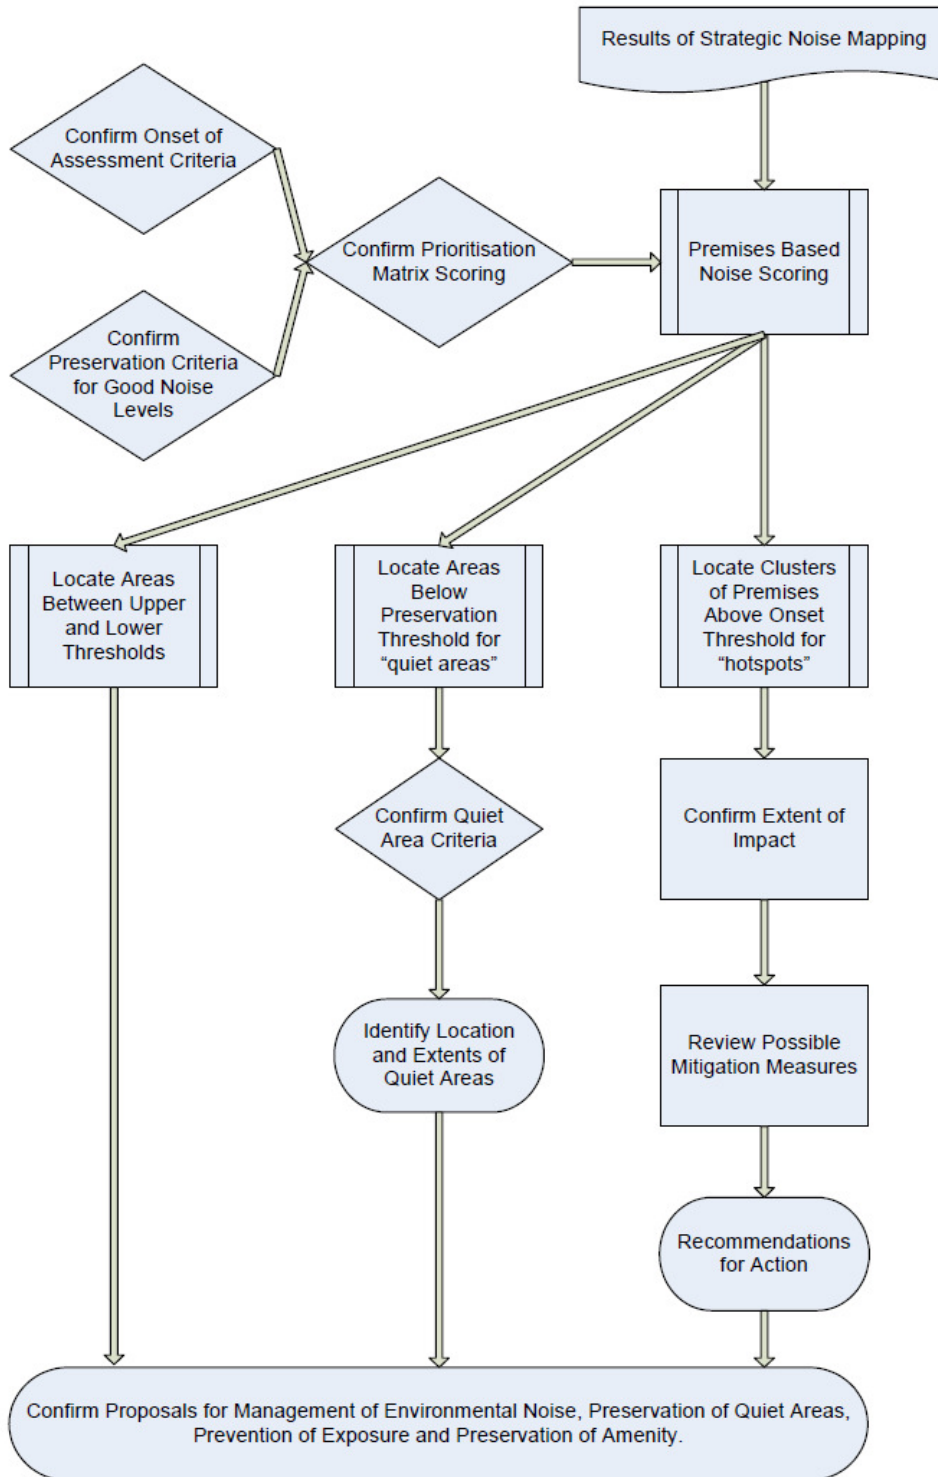 Results of Strategic Noise Mapping
Confirm Onset of
Assessment Criteria
Confirm Prioritisation
Matrix Scoring
Premises Based
Noise Scoring
Confirm
Preservation Criteria
for Good Noise
Levels
Locate Areas
Between Upper
and Lower
Thresholds
Locate Areas
Below
Preservation
Threshold for
“quiet areas”
Locate Clusters
of Premises
Above Onset
Threshold for
“hotspots”
Confirm Quiet
Area Criteria
Confirm Extent of
Impact
Identify Location
and Extents of
Quiet Areas
Review Possible
Mitigation Measures
Recommendations
for Action
Confirm Proposals for Management of Environmental Noise, Preservation of Quiet Areas,
Prevention of Exposure and Preservation of Amenity.